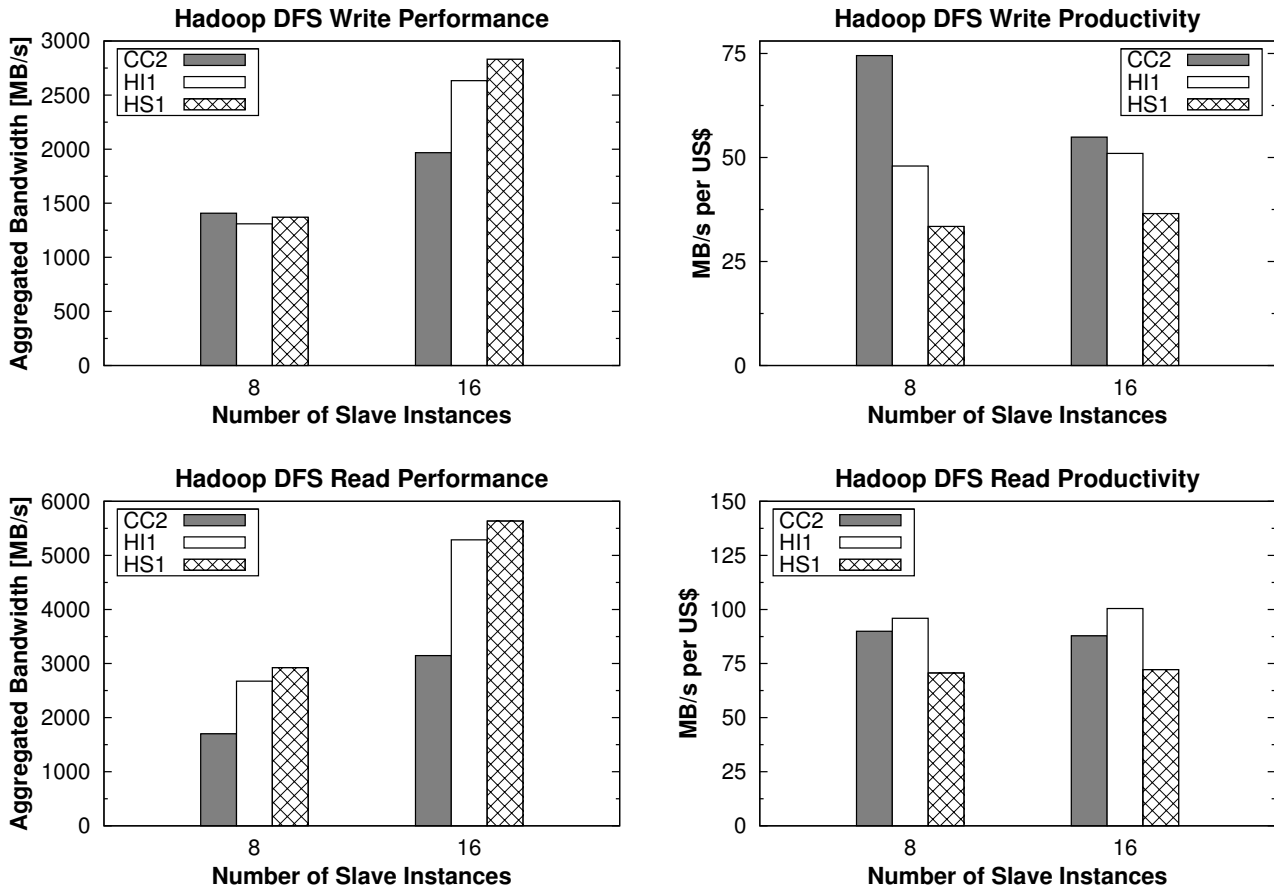 Hadoop DFS Write Performance
Aggregated Bandwidth [MB/s]
3000
2500
2000
1500
1000
500
0
CC2
HI1
HS1
8
16
Number of Slave Instances
Hadoop DFS Write Productivity
MB/s per US$
75
50
25
0
CC2
HI1
HS1
8
16
Number of Slave Instances
Hadoop DFS Read Performance
Aggregated Bandwidth [MB/s]
6000
5000
4000
3000
2000
1000
0
CC2
HI1
HS1
8
16
Number of Slave Instances
Hadoop DFS Read Productivity
MB/s per US$
150
125
100
75
50
25
0
CC2
HI1
HS1
8
16
Number of Slave Instances